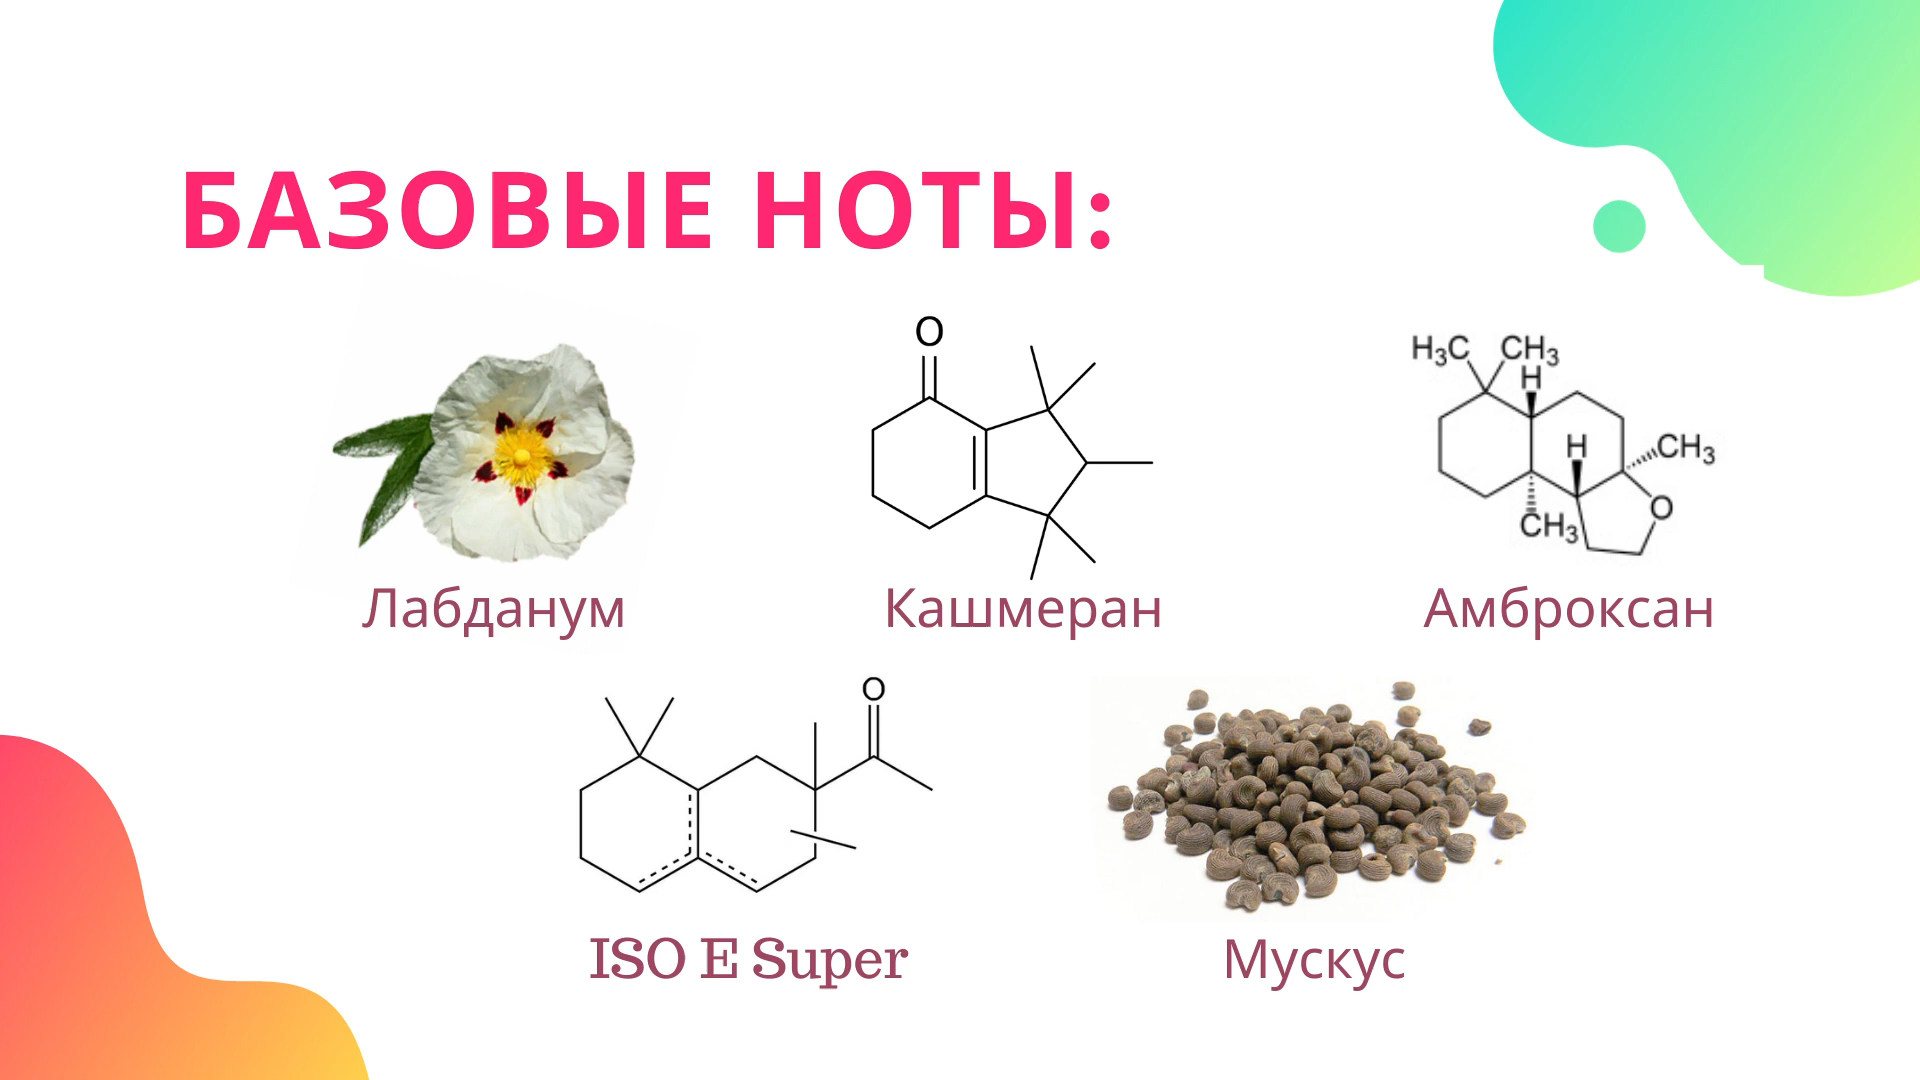 БАЗОВЫЕ НОТЫ:
O
H₃C CH₃
H
H
CH₃
O
CH₃
Лабданум Кашмеран Амброксан
O
ISO E Super Мускус